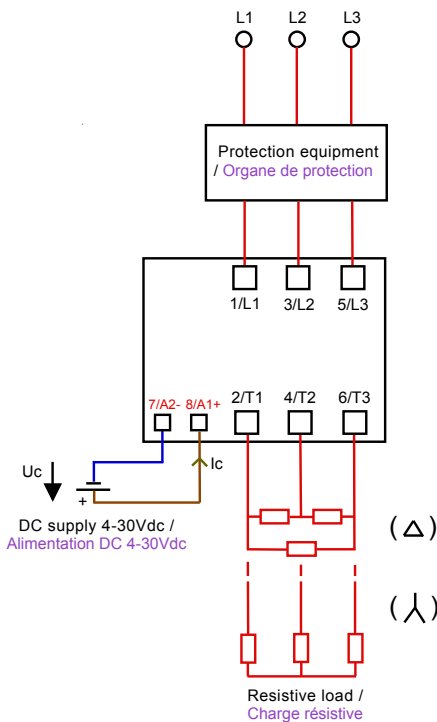 L1 L2 L3
Protection equipment
/ Organe de protection
1/L1 3/L2 5/L3
7/A2- 8/A1+ 2/T1 4/T2 6/T3
Uc
Ic
+
DC supply 4-30Vdc /
Alimentation DC 4-30Vdc
(△)
(⅄)
Resistive load /
Charge résistive